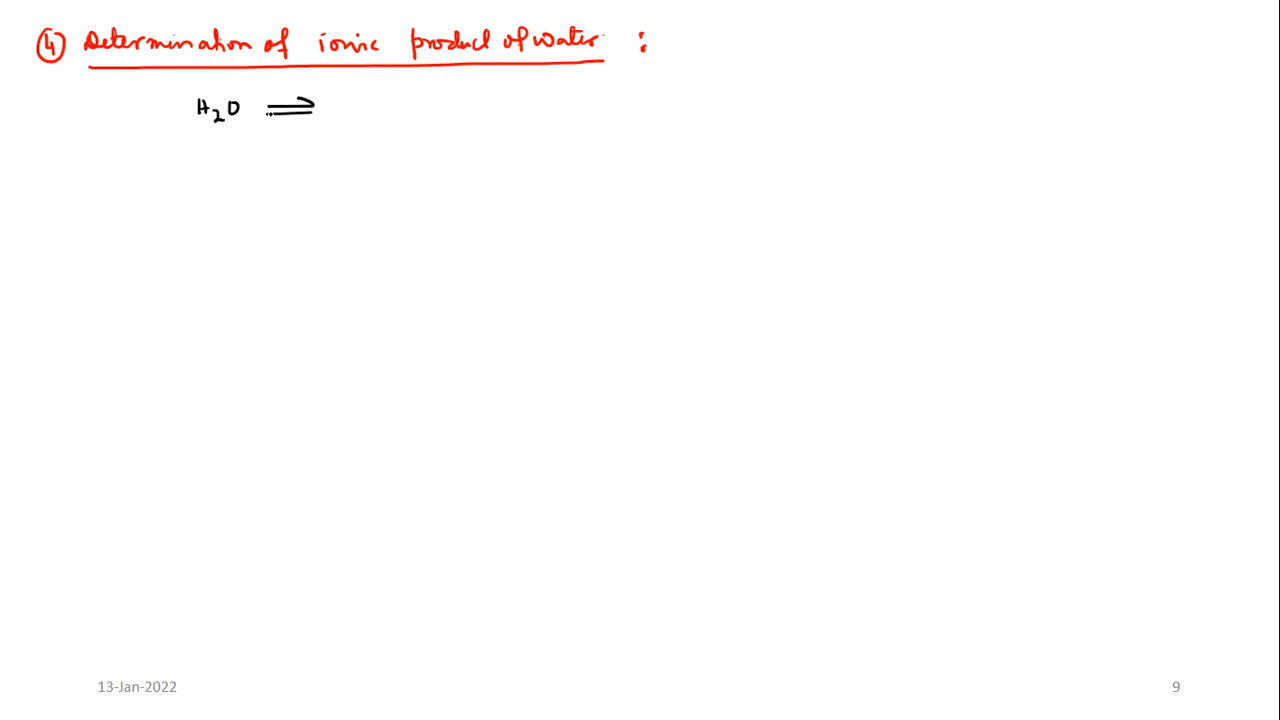 ④ Determination of ionic product of water :
H₂O ⇌
13-Jan-2022
9